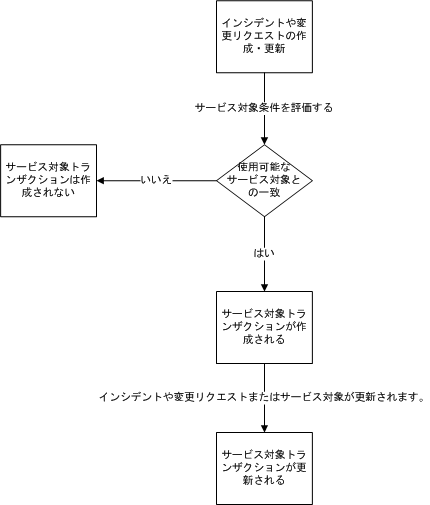 インシデントや変
更リクエストの作
成・更新
サービス対象条件を評価する
使用可能な
サービス対象と
の一致
いいえ
サービス対象トラ
ンザクションは作
成されない
はい
サービス対象トラ
ンザクションが作
成される
インシデントや変更リクエストまたはサービス対象が更新されます。
サービス対象トラ
ンザクションが更
新される